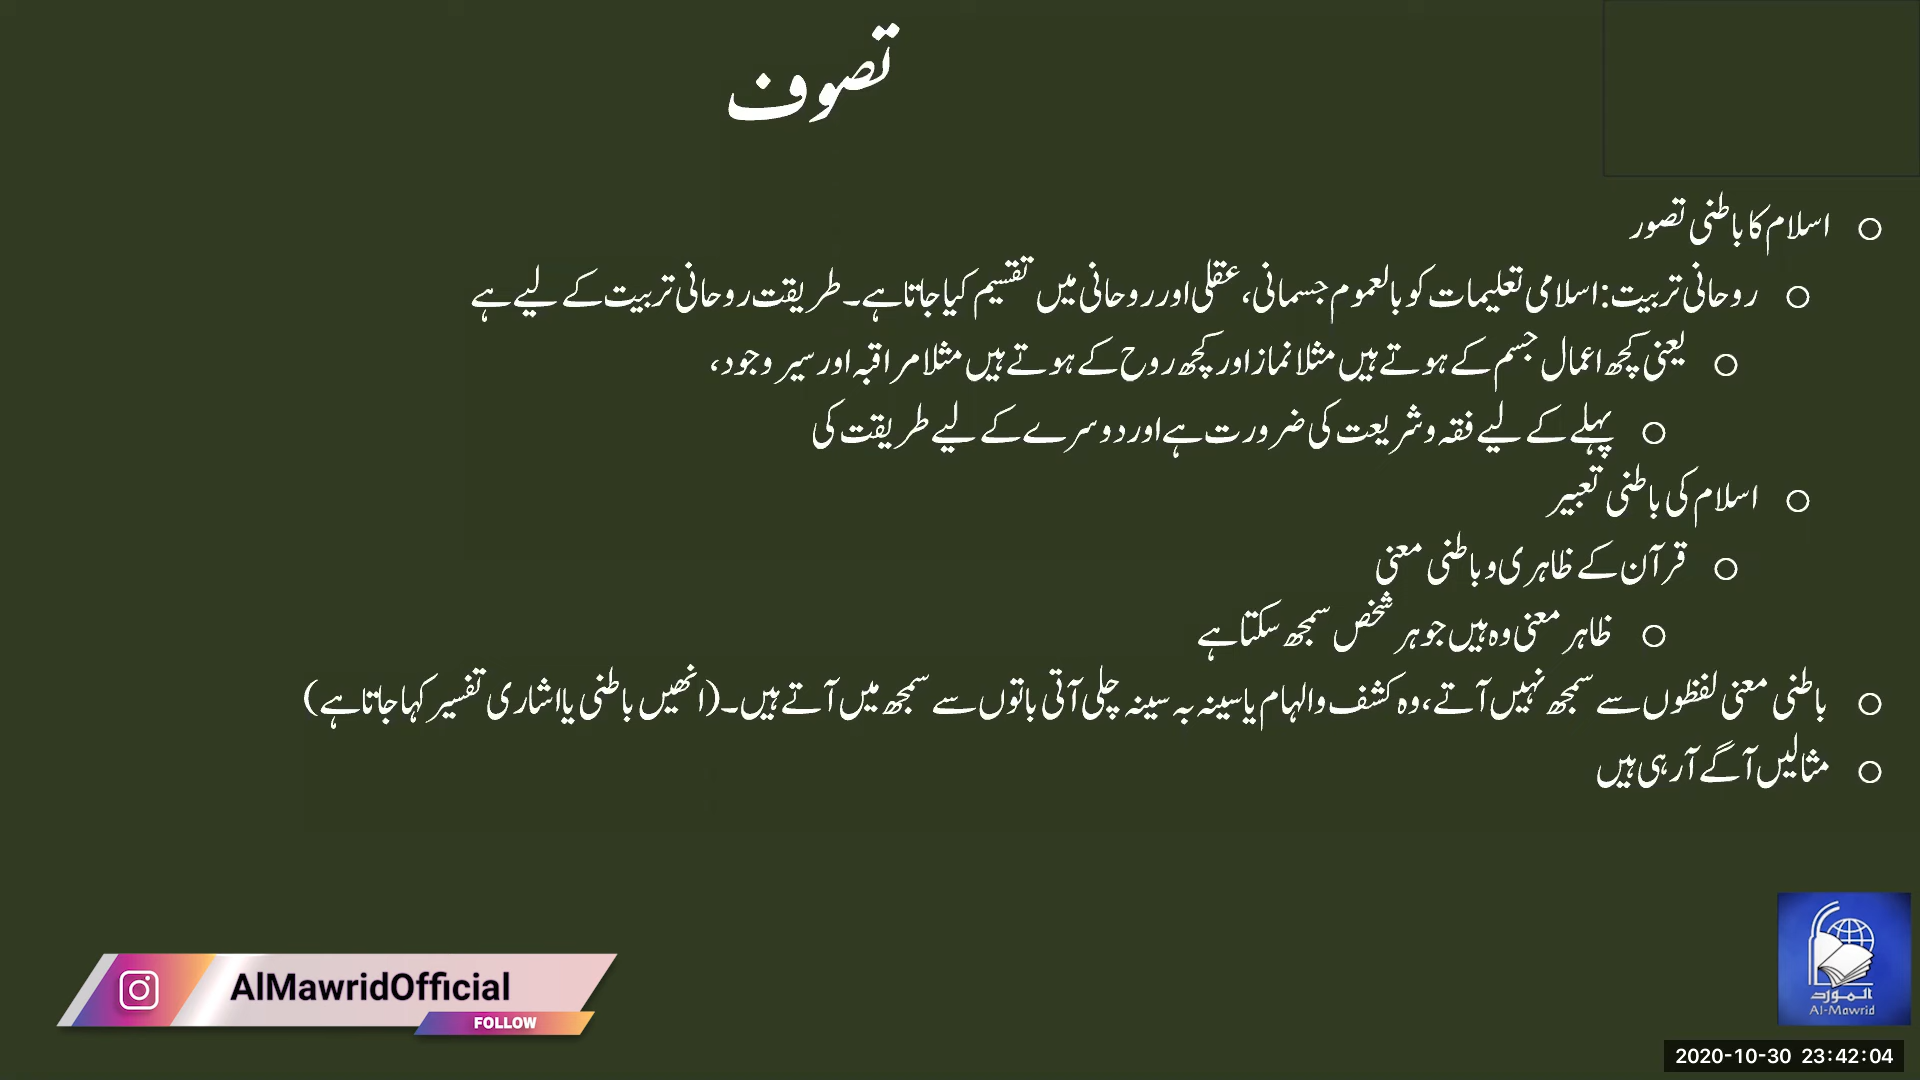 تصوف
اسلام کا باطنی تصور
روحانی تربیت: اسلامی تعلیمات کو بالعموم جسمانی، عقلی اور روحانی میں تقسیم کیا جاتا ہے۔ طریقت روحانی تربیت کے لیے ہے
یعنی کچھ اعمال جسم کے ہوتے ہیں مثلا نماز اور کچھ روح کے ہوتے ہیں مثلا مراقبہ اور سیر وجود،
پہلے کے لیے فقہ و شریعت کی ضرورت ہے اور دوسرے کے لیے طریقت کی
اسلام کی باطنی تعبیر
قرآن کے ظاہری و باطنی معنی
ظاہر معنی وہ ہیں جو ہر شخص سمجھ سکتا ہے
باطنی معنی لفظوں سے سمجھ نہیں آتے، وہ کشف و الہام یا سینہ بہ سینہ چلی آتی باتوں سے سمجھ میں آتے ہیں۔ (انھیں باطنی یا اشاری تفسیر کہا جاتا ہے)
مثالیں آگے آرہی ہیں
AlMawridOfficial
FOLLOW
المورد
Al-Mawrid
2020-10-30 23:42:04